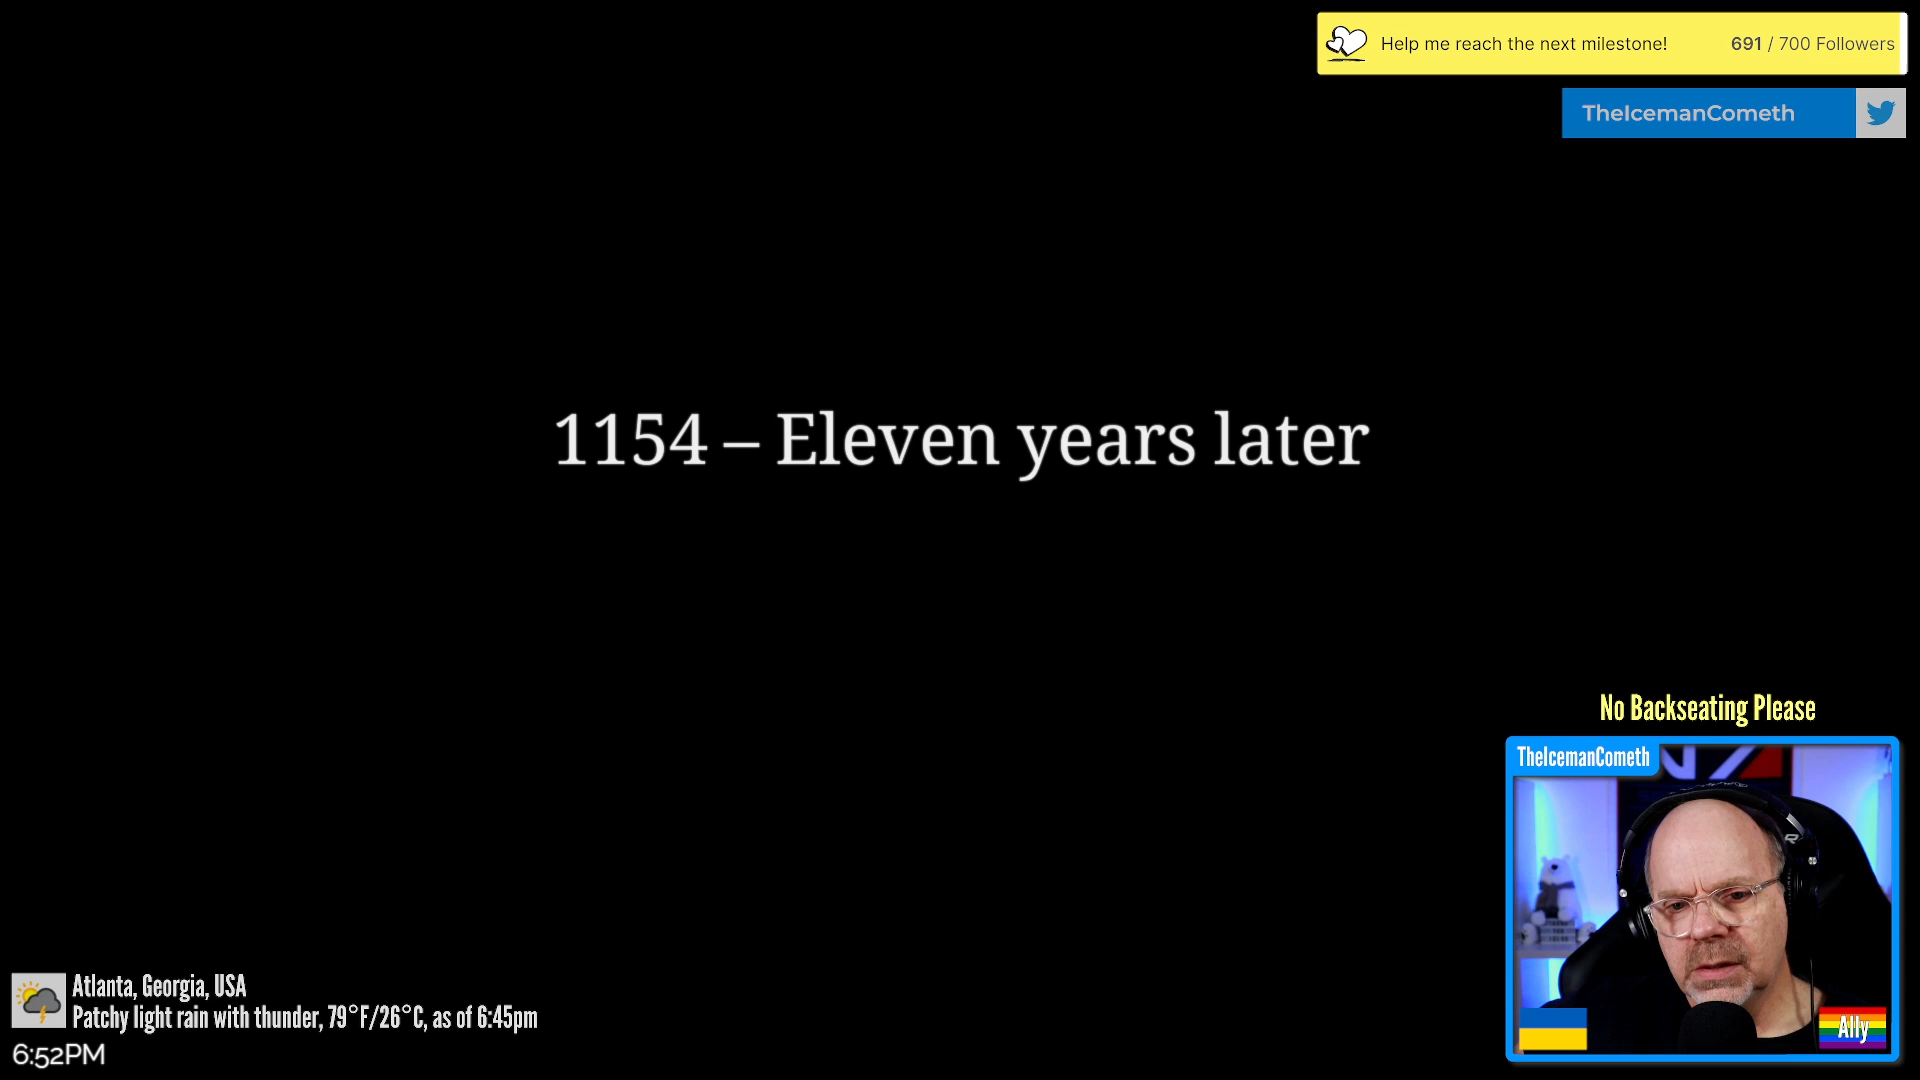 Help me reach the next milestone! 691 / 700 Followers
TheIcemanCometh
1154 – Eleven years later
No Backseating Please
TheIcemanCometh
N7
R
Ally
Atlanta, Georgia, USA
Patchy light rain with thunder, 79°F/26°C, as of 6:45pm
6:52PM